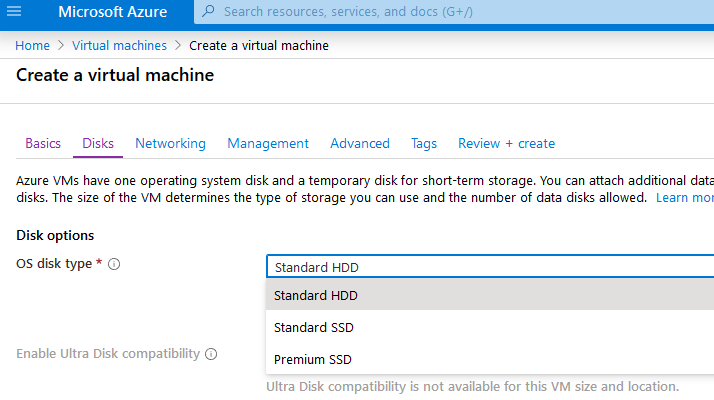 Microsoft Azure
Search resources, services, and docs (G+/)
Home > Virtual machines > Create a virtual machine
Create a virtual machine
Basics Disks Networking Management Advanced Tags Review + create
Azure VMs have one operating system disk and a temporary disk for short-term storage. You can attach additional data
disks. The size of the VM determines the type of storage you can use and the number of data disks allowed. Learn mor
Disk options
OS disk type *
Standard HDD
Standard HDD
Standard SSD
Premium SSD
Enable Ultra Disk compatibility
Ultra Disk compatibility is not available for this VM size and location.